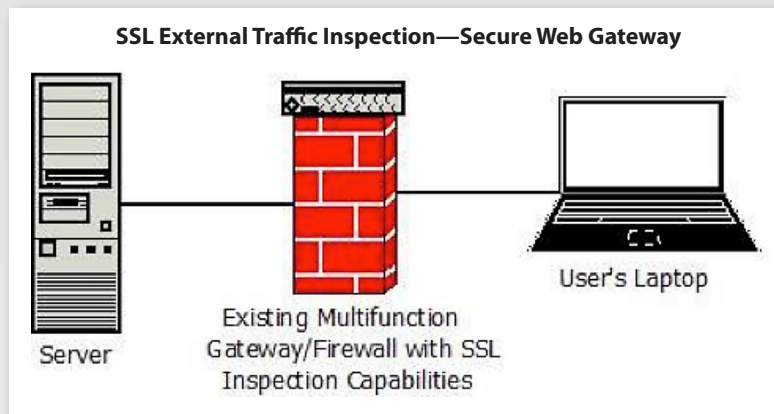 SSL External Traffic Inspection—Secure Web Gateway
Server
Existing Multifunction
Gateway/Firewall with SSL
Inspection Capabilities
User's Laptop